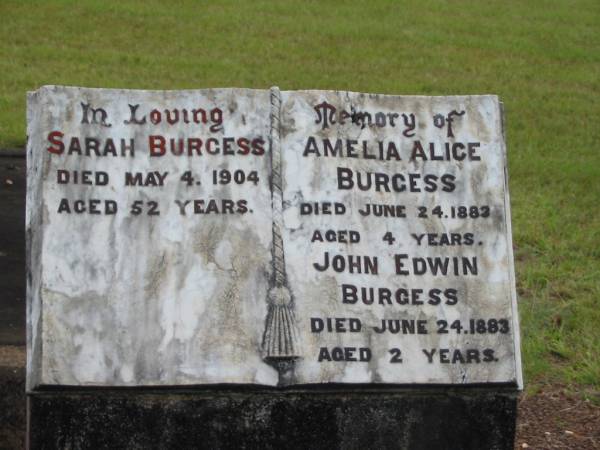 In Loving
SARAH BURGESS
DIED MAY 4. 1904
AGED 52 YEARS.
Memory of
AMELIA ALICE
BURGESS
DIED JUNE 24.1883
AGED 4 YEARS.
JOHN EDWIN
BURGESS
DIED JUNE 24.1883
AGED 2 YEARS.